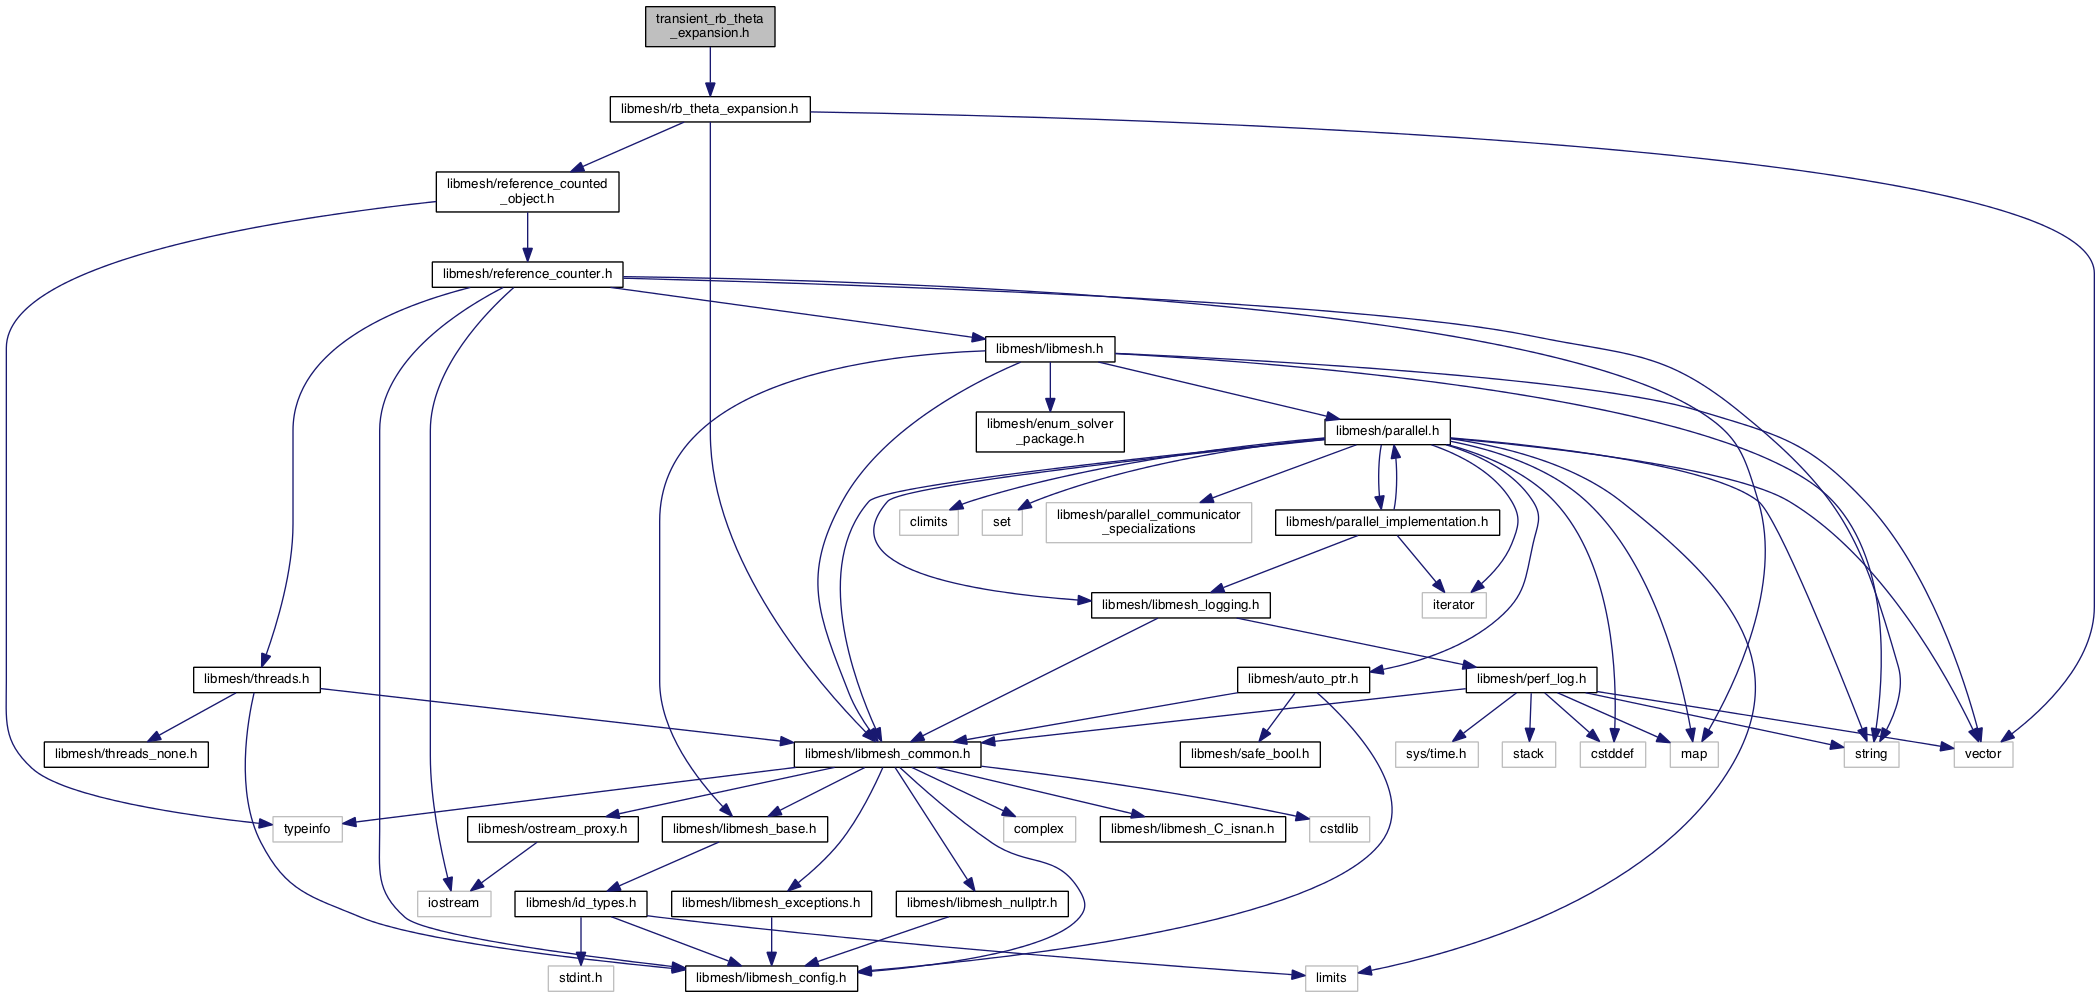 transient_rb_theta
_expansion.h
libmesh/rb_theta_expansion.h
libmesh/reference_counted
_object.h
libmesh/reference_counter.h
libmesh/libmesh.h
libmesh/enum_solver
_package.h
libmesh/parallel.h
climits
set
libmesh/parallel_communicator
_specializations
libmesh/parallel_implementation.h
libmesh/libmesh_logging.h
iterator
libmesh/threads.h
libmesh/auto_ptr.h
libmesh/perf_log.h
libmesh/threads_none.h
libmesh/libmesh_common.h
libmesh/safe_bool.h
sys/time.h
stack
cstddef
map
string
vector
typeinfo
libmesh/ostream_proxy.h
libmesh/libmesh_base.h
complex
libmesh/libmesh_C_isnan.h
cstdlib
iostream
libmesh/id_types.h
libmesh/libmesh_exceptions.h
libmesh/libmesh_nullptr.h
stdint.h
libmesh/libmesh_config.h
limits